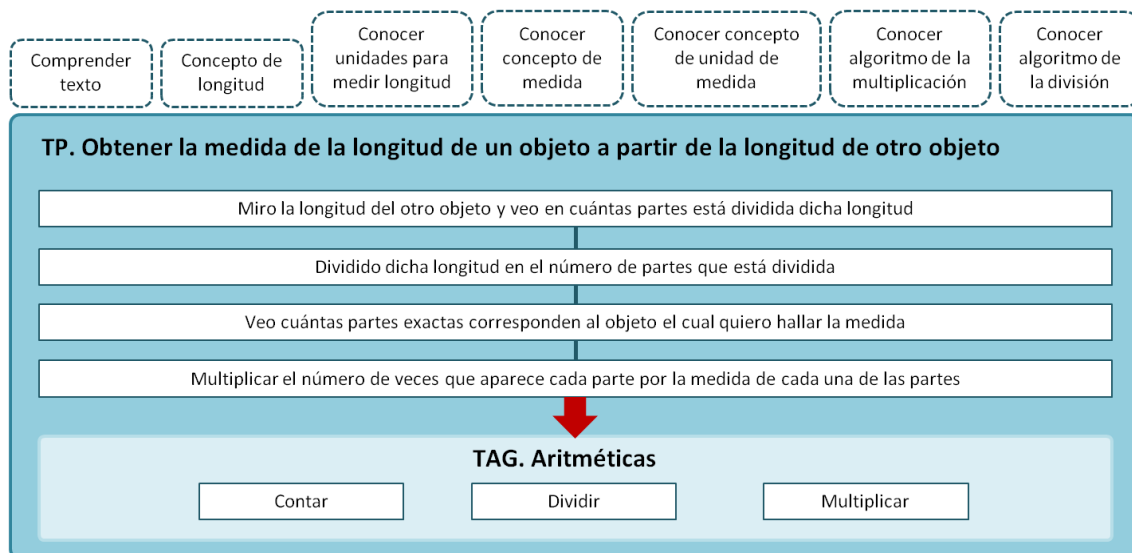 Comprender
texto
Concepto de
longitud
Conocer
unidades para
medir longitud
Conocer
concepto de
medida
Conocer concepto
de unidad de
medida
Conocer
algoritmo de la
multiplicación
Conocer
algoritmo de
la división
TP. Obtener la medida de la longitud de un objeto a partir de la longitud de otro objeto
Miro la longitud del otro objeto y veo en cuántas partes está dividida dicha longitud
Dividido dicha longitud en el número de partes que está dividida
Veo cuántas partes exactas corresponden al objeto el cual quiero hallar la medida
Multiplicar el número de veces que aparece cada parte por la medida de cada una de las partes
TAG. Aritméticas
Contar
Dividir
Multiplicar